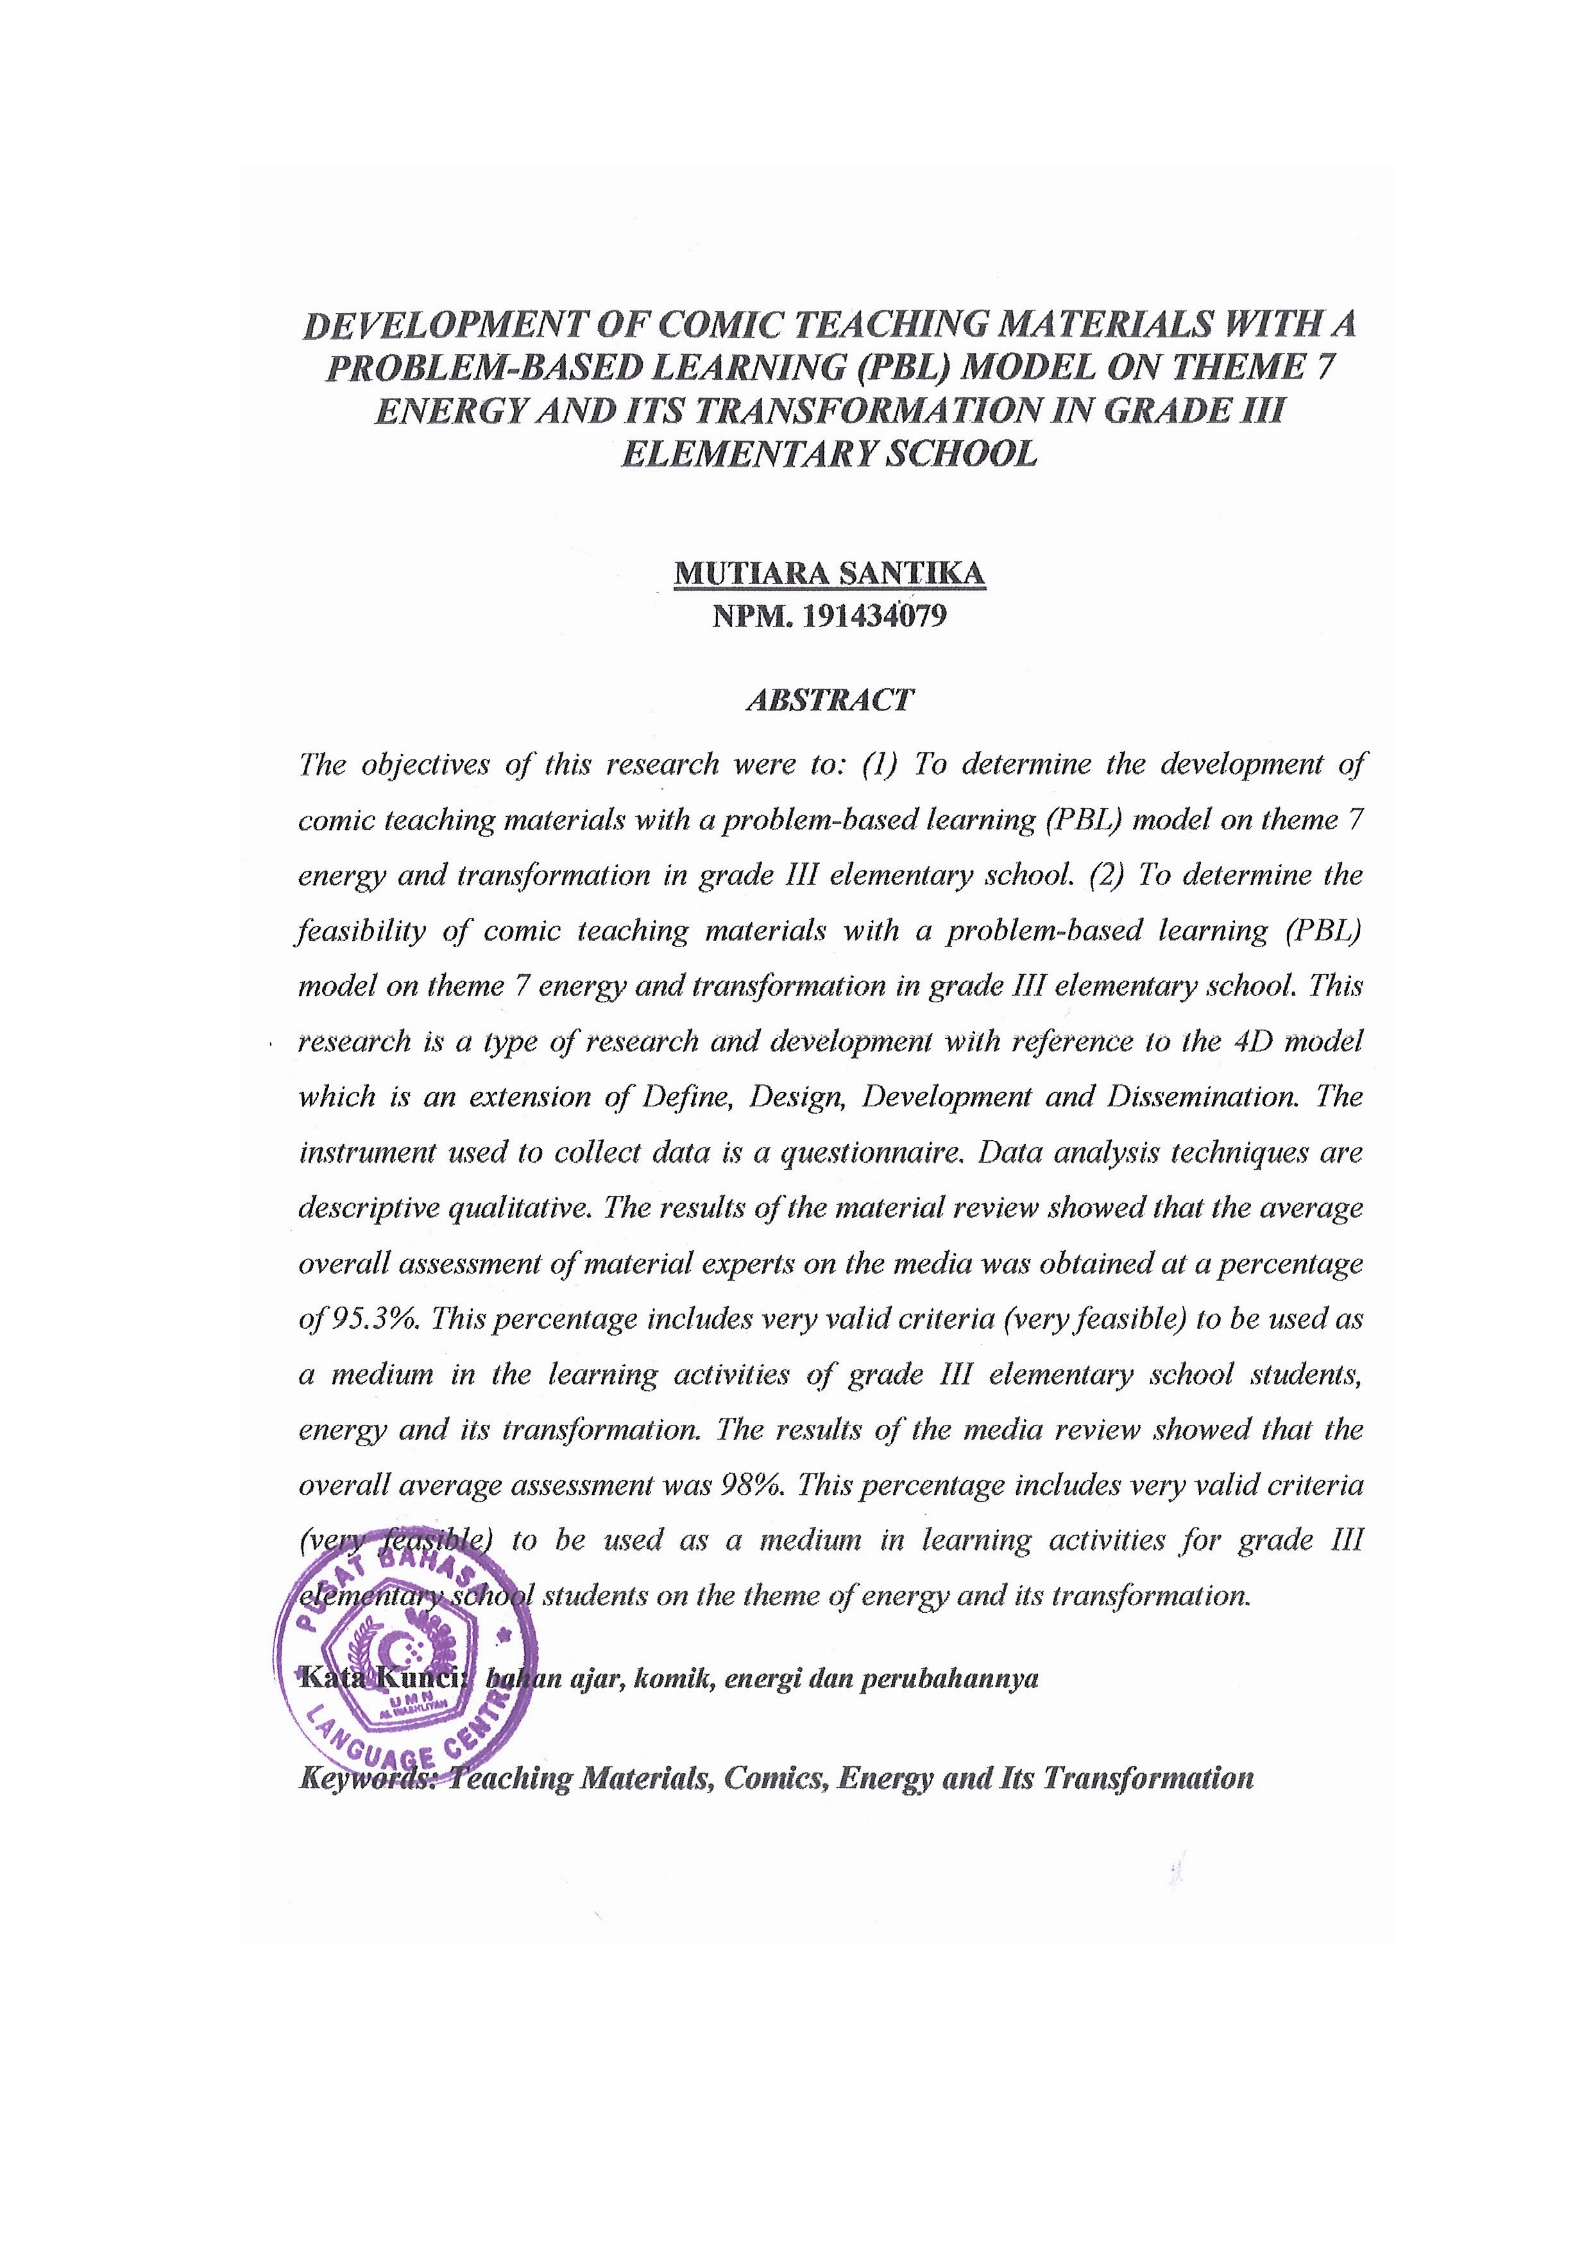 DEVELOPMENT OF COMIC TEACHING MATERIALS WITH A
PROBLEM-BASED LEARNING (PBL) MODEL ON THEME 7
ENERGY AND ITS TRANSFORMATION IN GRADE III
ELEMENTARY SCHOOL
MUTIARA SANTIKA
NPM. 191434079
ABSTRACT
The objectives of this research were to: (1) To determine the development of
comic teaching materials with a problem-based learning (PBL) model on theme 7
energy and transformation in grade III elementary school. (2) To determine the
feasibility of comic teaching materials with a problem-based learning (PBL)
model on theme 7 energy and transformation in grade III elementary school. This
research is a type of research and development with reference to the 4D model
which is an extension of Define, Design, Development and Dissemination. The
instrument used to collect data is a questionnaire. Data analysis techniques are
descriptive qualitative. The results of the material review showed that the average
overall assessment of material experts on the media was obtained at a percentage
of 95.3%. This percentage includes very valid criteria (very feasible) to be used as
a medium in the learning activities of grade III elementary school students,
energy and its transformation. The results of the media review showed that the
overall average assessment was 98%. This percentage includes very valid criteria
(very feasible) to be used as a medium in learning activities for grade III
elementary school students on the theme of energy and its transformation.
Kata Kunci: bahan ajar, komik, energi dan perubahannya
Keywords: Teaching Materials, Comics, Energy and Its Transformation
PUSAT BAHASA
UMN
AL WASHLIYAH
LANGUAGE CENTRE